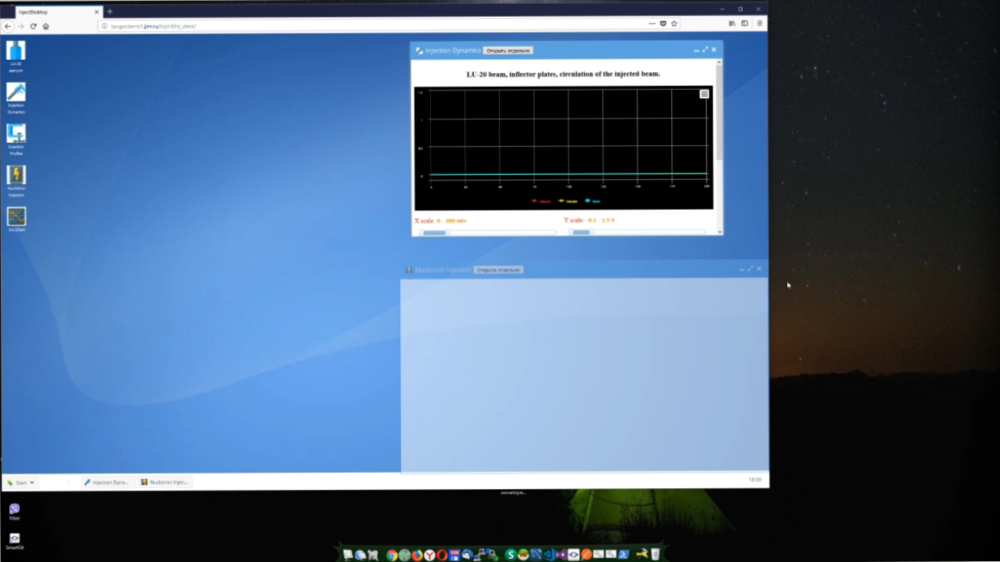 InjectDesktop
tangoclients1.jinr.ru/injctrl/inj_desk/
LU-20
Injection
Dynamics
Injection
Profiles
Nuclotron
Injection
Inj Chart
Injection Dynamics
Открыть отдельно
LU-20 beam, inflector plates, circulation of the injected beam.
X scale: 0 - 200 mks
Y scale: -0.1 - 1.5 V
Nuclotron Injection
Открыть отдельно
Start
Injection Dyna...
Nuclotron Injec...
18:59
монитори...
Viber
SmartGit